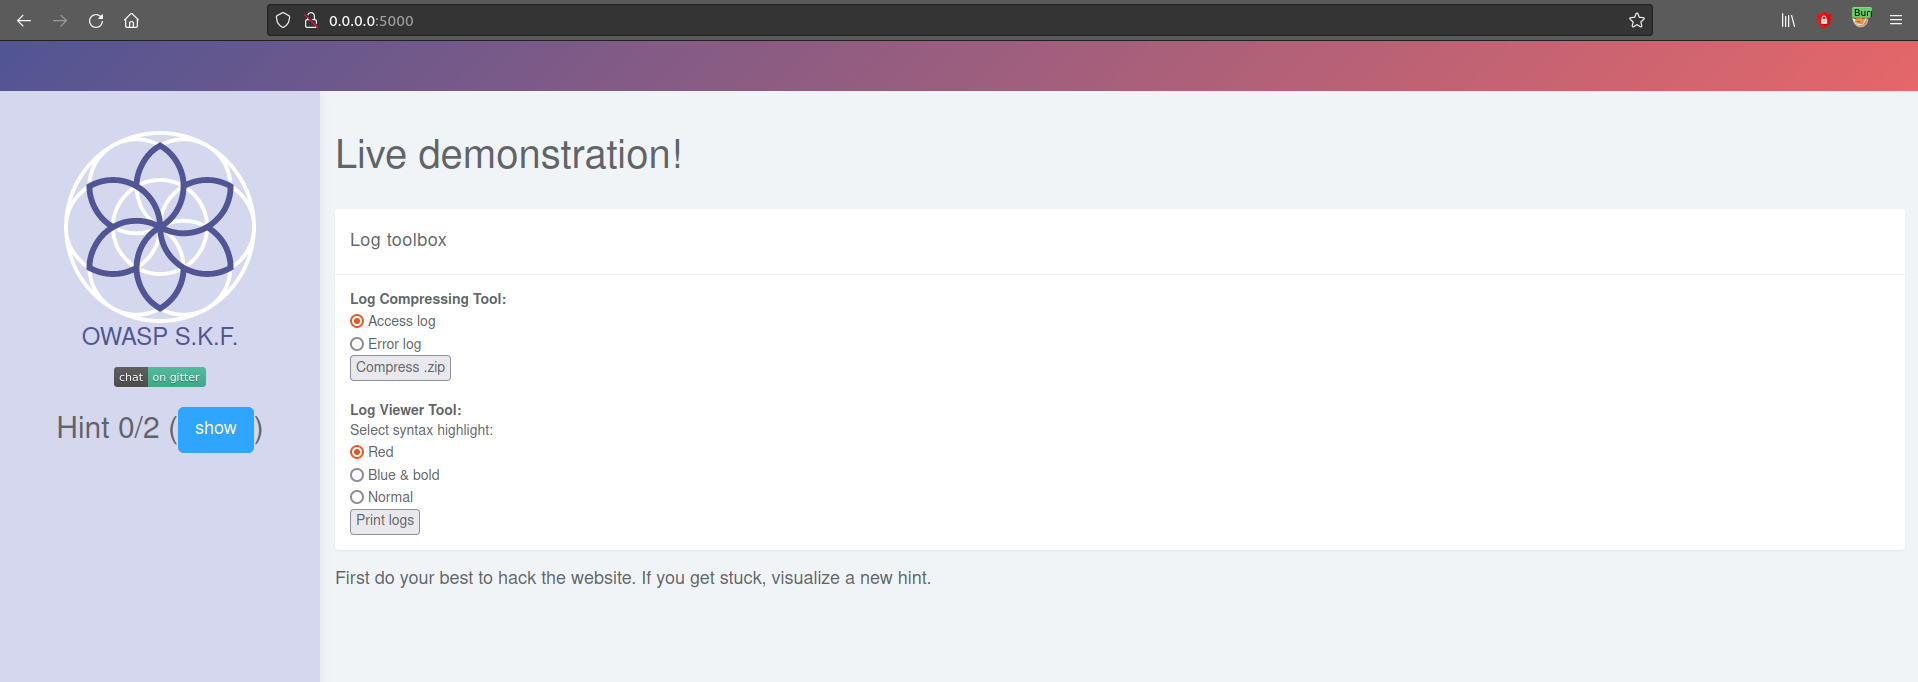 0.0.0.0:5000
Bur
OWASP S.K.F.
chat on gitter
Hint 0/2 (show)
Live demonstration!
Log toolbox
Log Compressing Tool:
Access log
Error log
Compress .zip
Log Viewer Tool:
Select syntax highlight:
Red
Blue & bold
Normal
Print logs
First do your best to hack the website. If you get stuck, visualize a new hint.